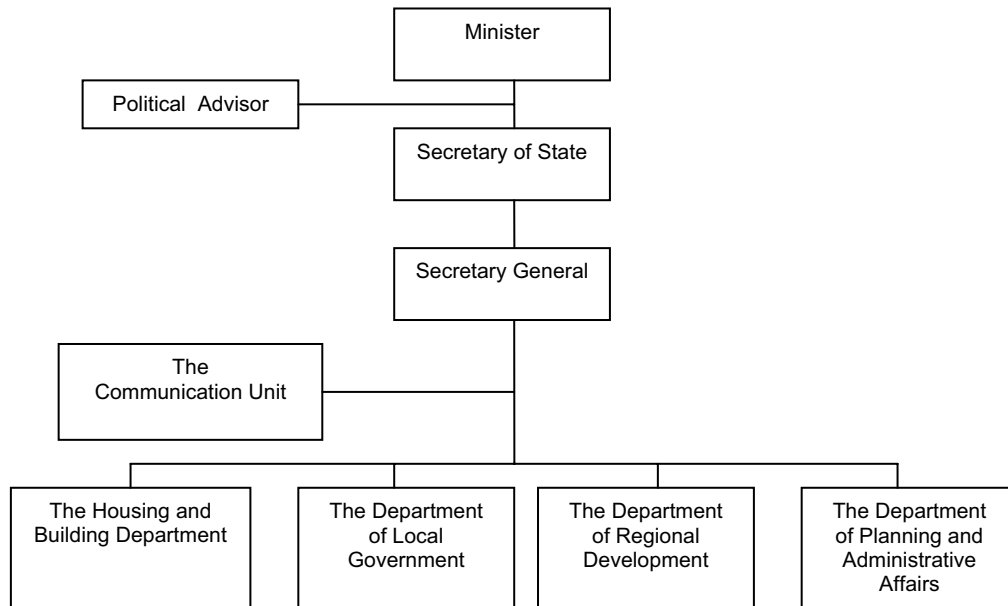 Minister
Political Advisor
Secretary of State
Secretary General
The
Communication Unit
The Housing and
Building Department
The Department
of Local
Government
The Department
of Regional
Development
The Department
of Planning and
Administrative
Affairs